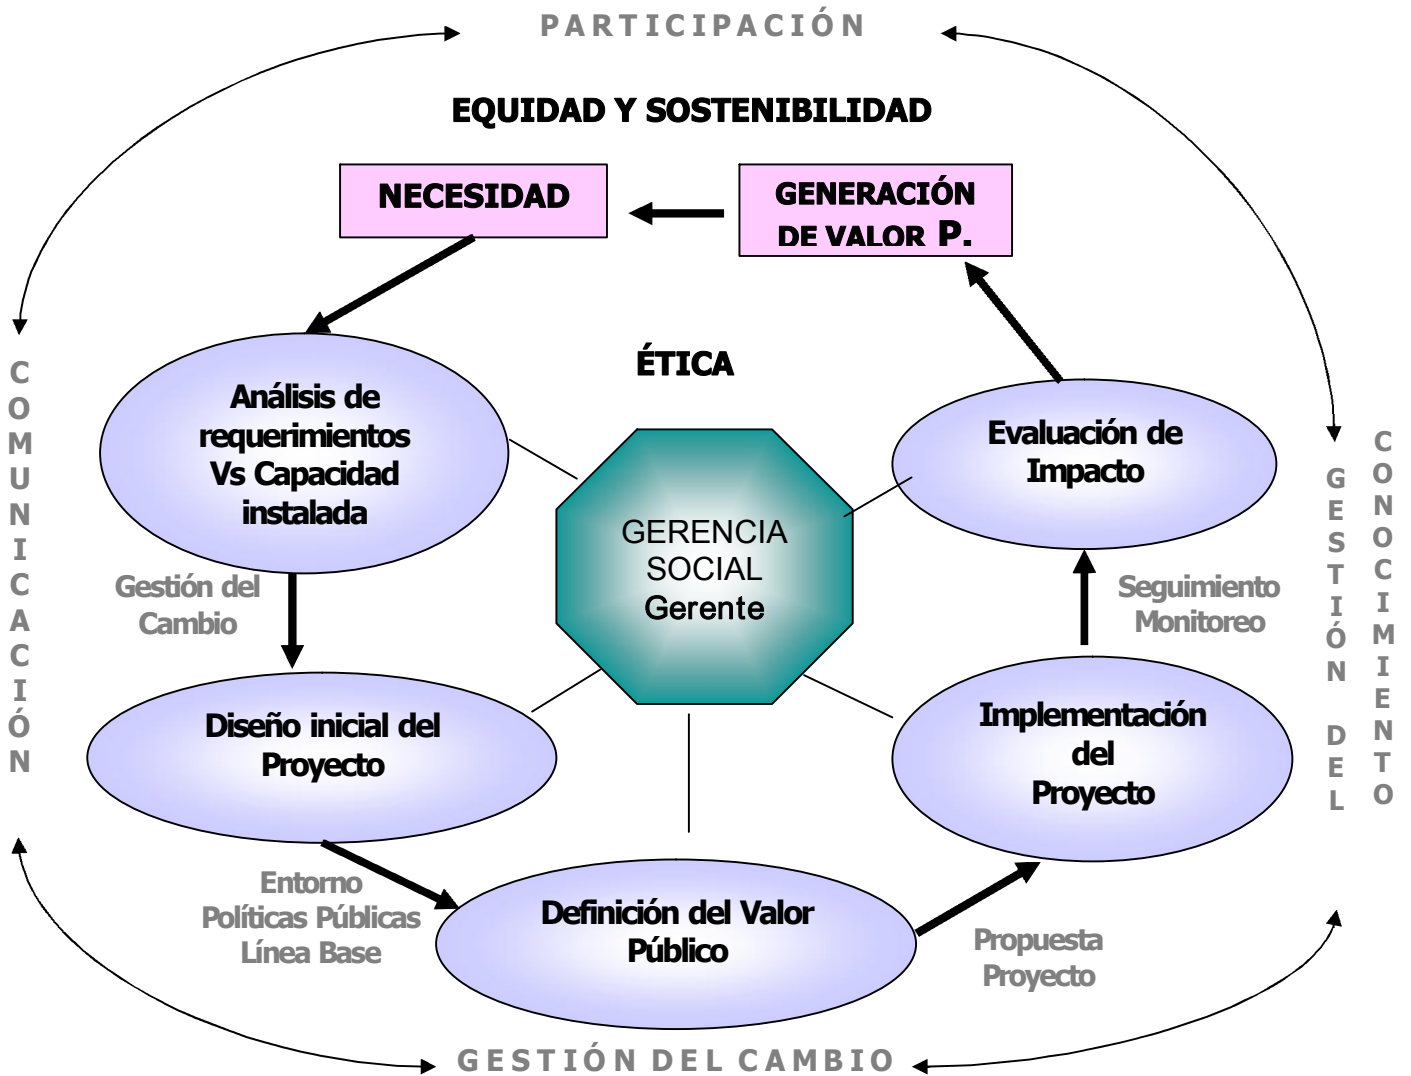 PARTICIPACIÓN
EQUIDAD Y SOSTENIBILIDAD
NECESIDAD
GENERACIÓN
DE VALOR P.
ÉTICA
Análisis de
requerimientos
Vs Capacidad
instalada
Evaluación de
Impacto
GERENCIA
SOCIAL
Gerente
COMUNICACIÓN
GESTIÓN DEL
CONOCIMIENTO
Gestión del
Cambio
Seguimiento
Monitoreo
Diseño inicial del
Proyecto
Implementación
del
Proyecto
Entorno
Políticas Públicas
Línea Base
Definición del Valor
Público
Propuesta
Proyecto
GESTIÓN DEL CAMBIO